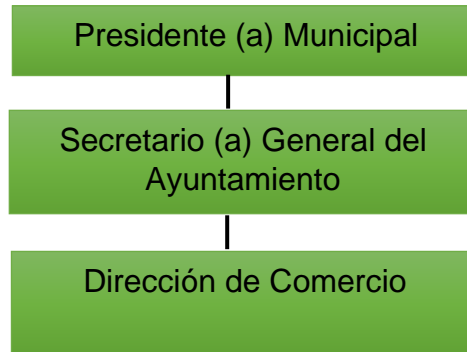 Presidente (a) Municipal
Secretario (a) General del
Ayuntamiento
Dirección de Comercio